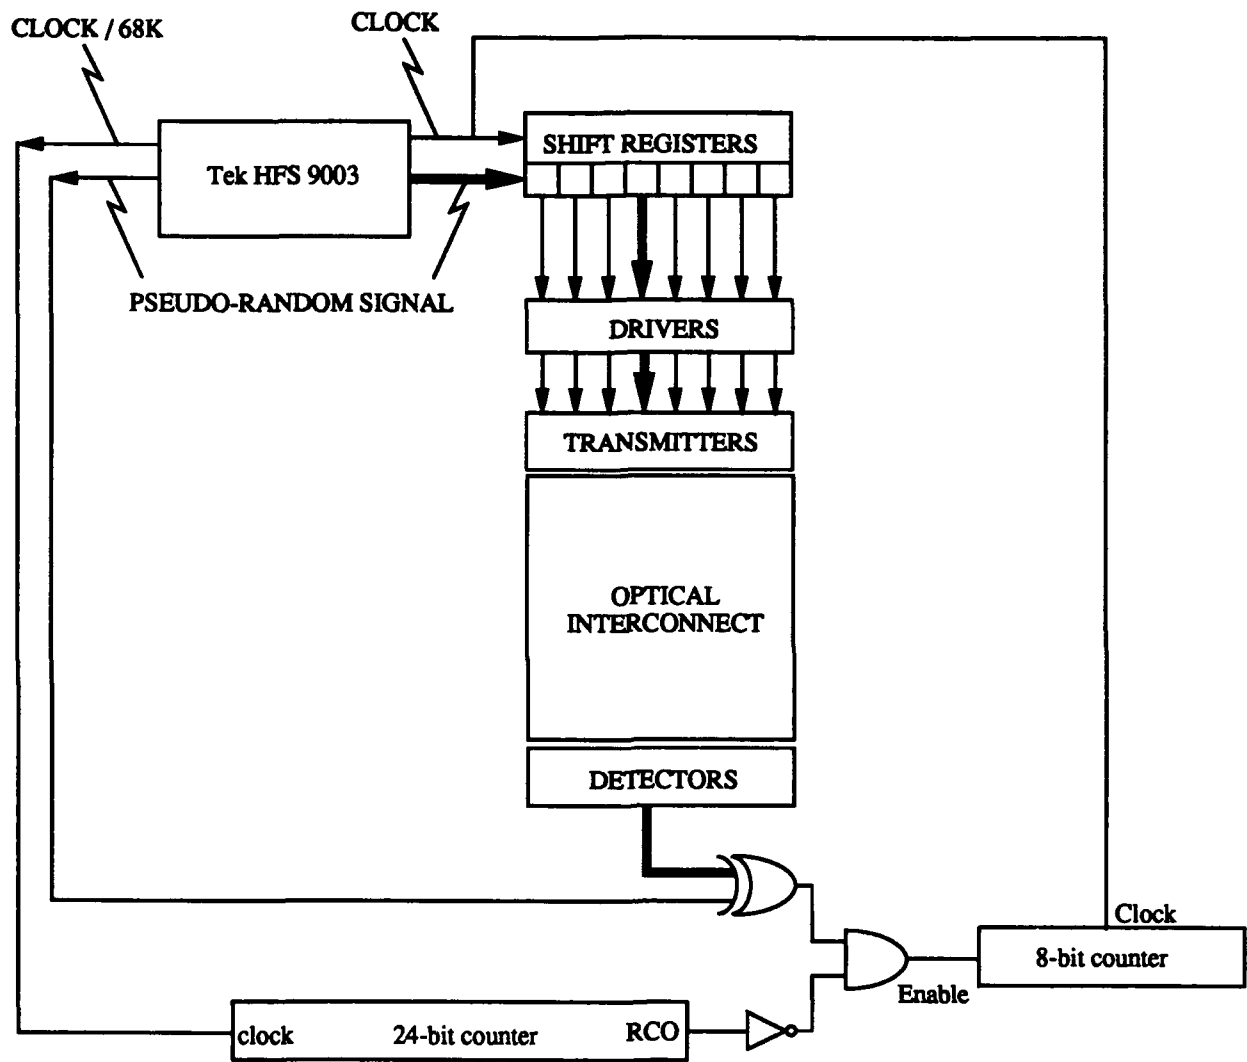 CLOCK / 68K
CLOCK
Tek HFS 9003
SHIFT REGISTERS
PSEUDO-RANDOM SIGNAL
DRIVERS
TRANSMITTERS
OPTICAL
INTERCONNECT
DETECTORS
Clock
8-bit counter
Enable
clock
24-bit counter
RCO